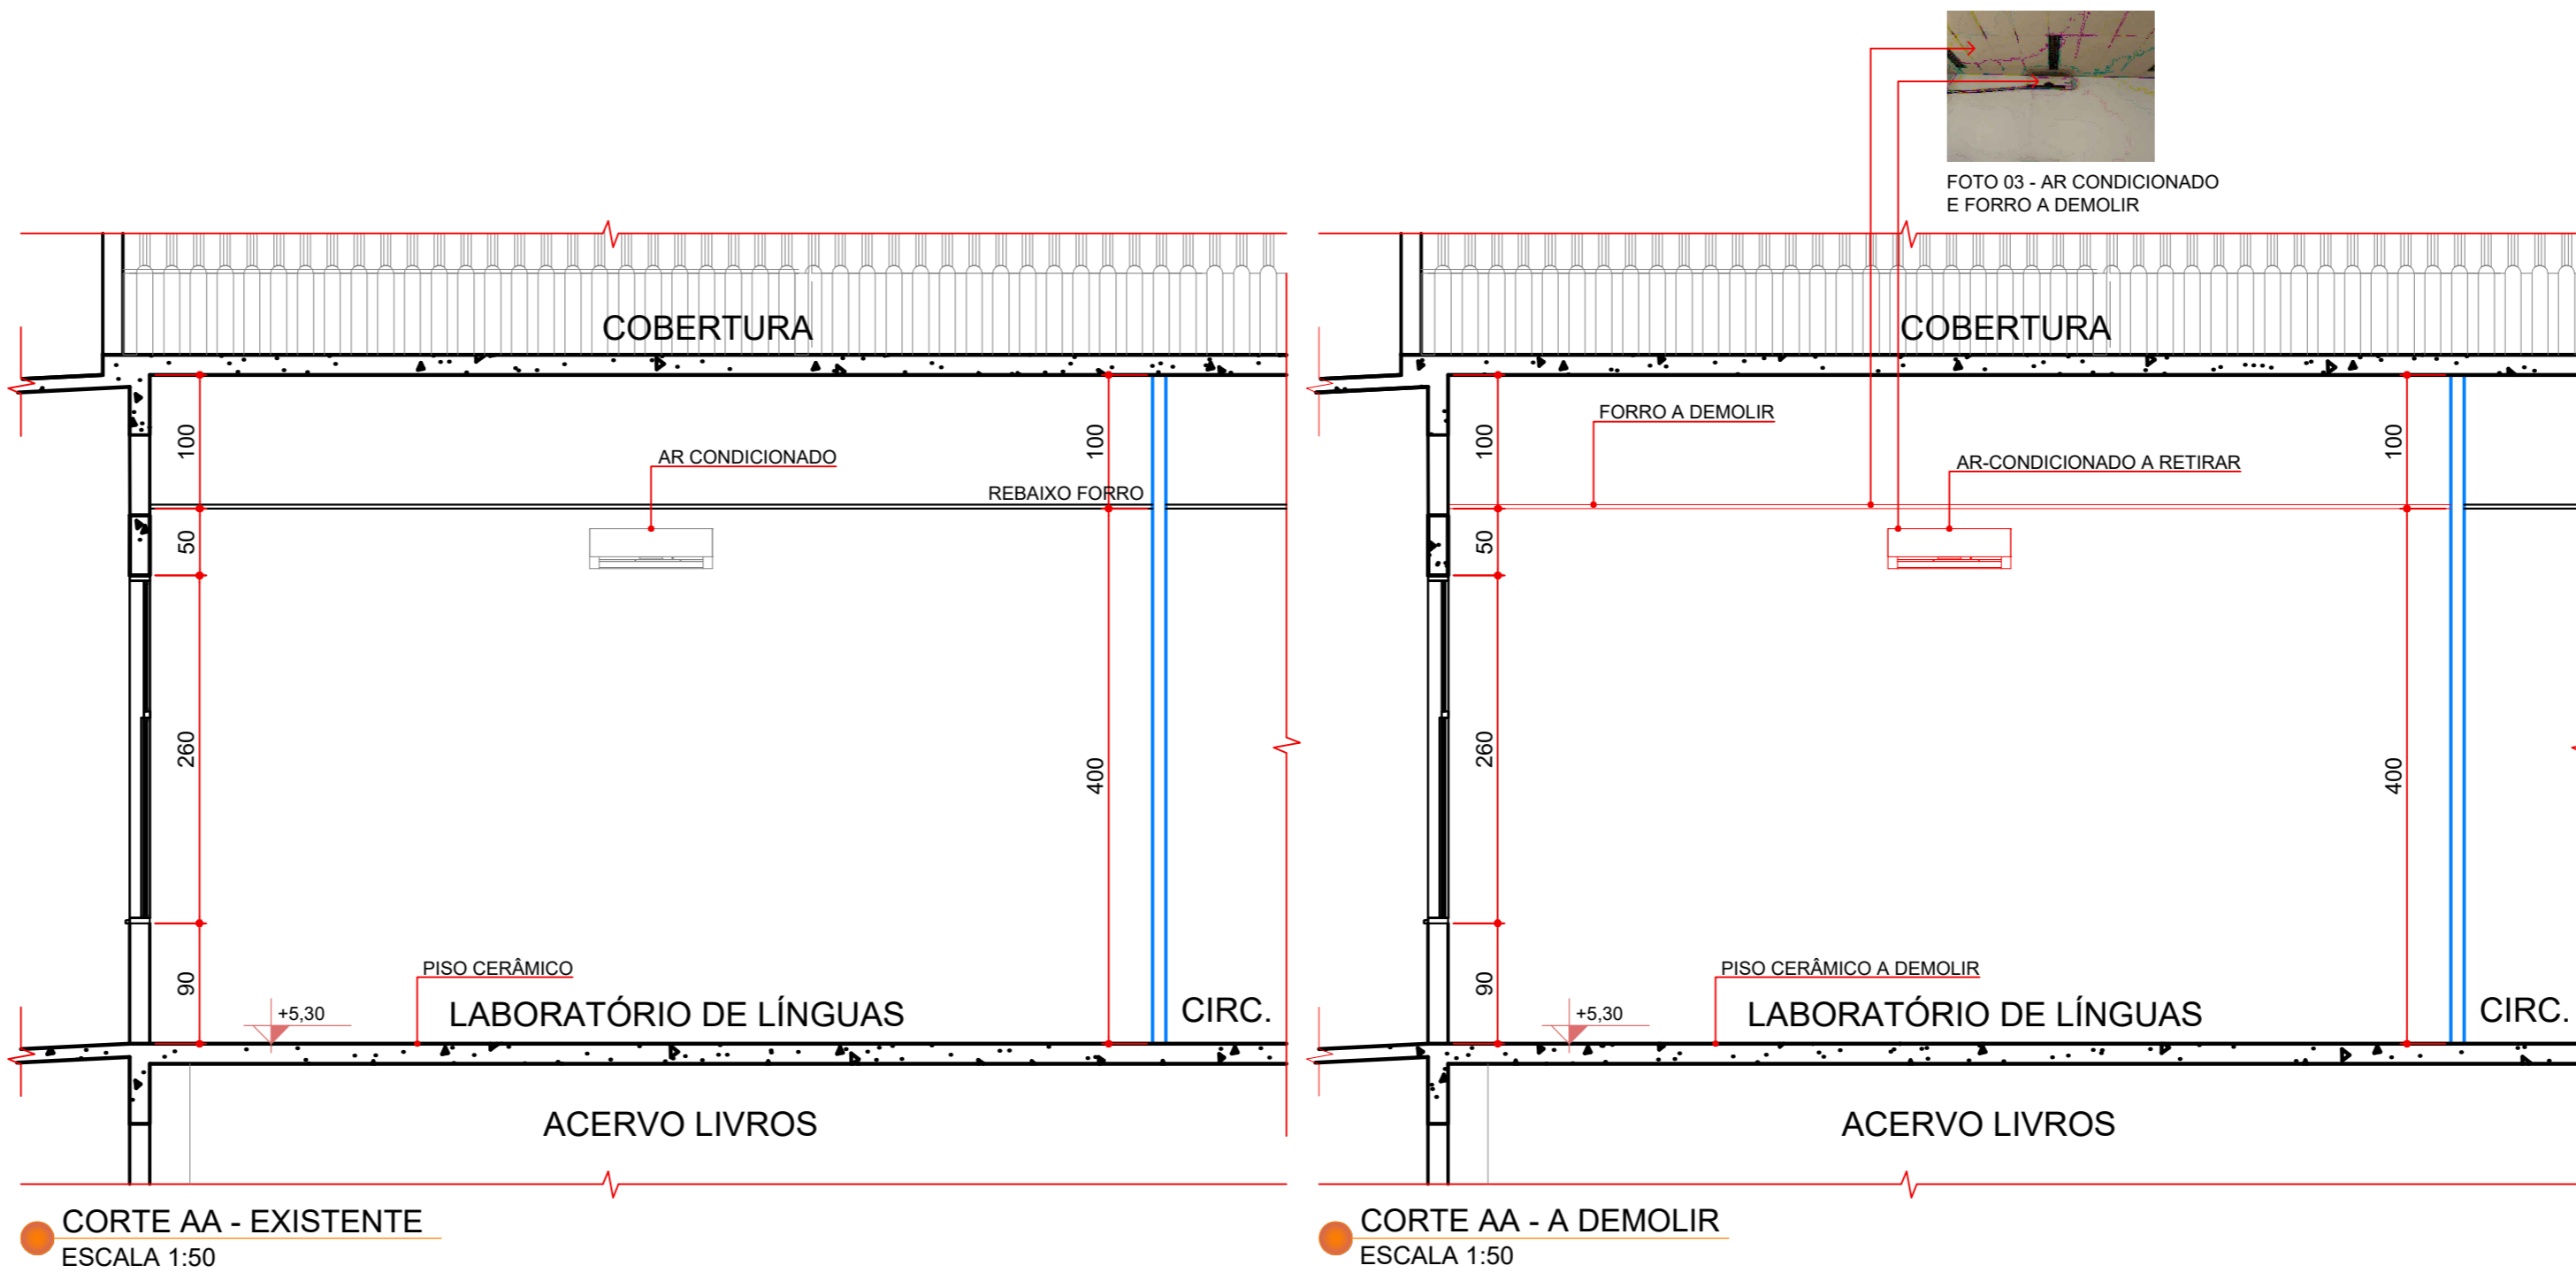 FOTO 03 - AR CONDICIONADO
E FORRO A DEMOLIR
COBERTURA
100
100
AR CONDICIONADO
REBAIXO FORRO
50
260
400
90
PISO CERÂMICO
+5,30
LABORATÓRIO DE LÍNGUAS
CIRC.
ACERVO LIVROS
CORTE AA - EXISTENTE
ESCALA 1:50
COBERTURA
FORRO A DEMOLIR
100
100
AR-CONDICIONADO A RETIRAR
50
260
400
90
PISO CERÂMICO A DEMOLIR
+5,30
LABORATÓRIO DE LÍNGUAS
CIRC.
ACERVO LIVROS
CORTE AA - A DEMOLIR
ESCALA 1:50